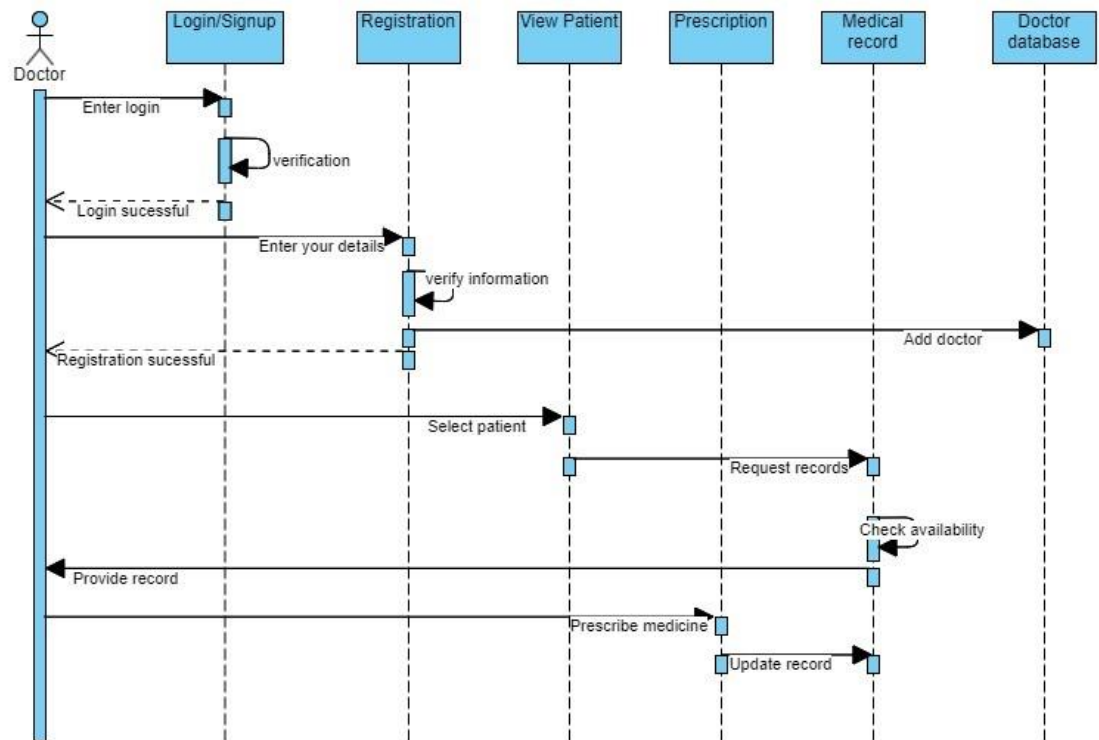 Login/Signup
Registration
View Patient
Prescription
Medical
record
Doctor
database
Doctor
Enter login
verification
Login sucessful
Enter your details
verify information
Add doctor
Registration sucessful
Select patient
Request records
Check availability
Provide record
Prescribe medicine
Update record